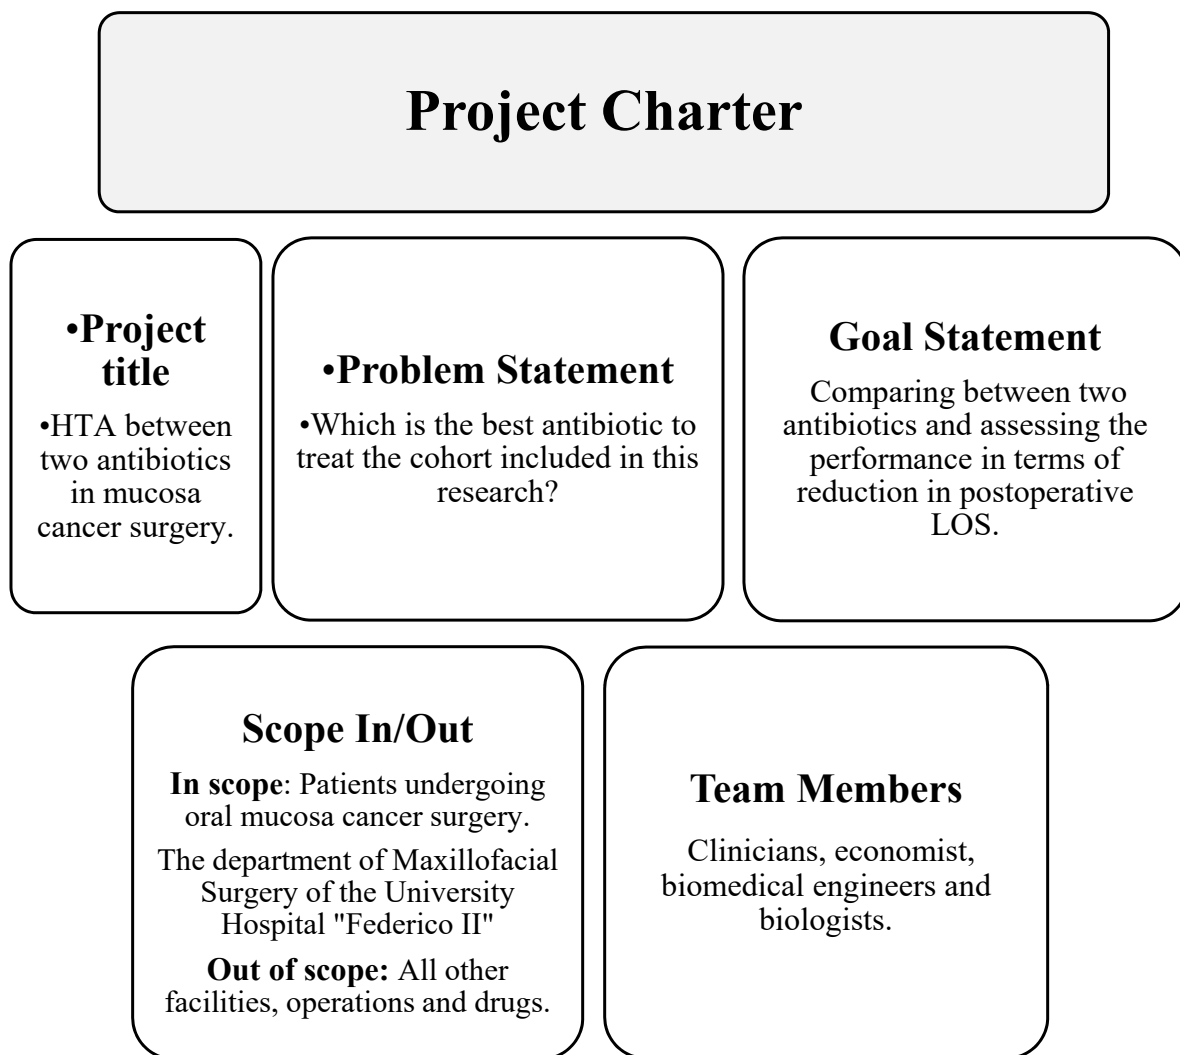 Project Charter
•Project
title
•HTA between
two antibiotics
in mucosa
cancer surgery.
•Problem Statement
•Which is the best antibiotic to
treat the cohort included in this
research?
Goal Statement
Comparing between two
antibiotics and assessing the
performance in terms of
reduction in postoperative
LOS.
Scope In/Out
In scope: Patients undergoing
oral mucosa cancer surgery.
The department of Maxillofacial
Surgery of the University
Hospital "Federico II"
Out of scope: All other
facilities, operations and drugs.
Team Members
Clinicians, economist,
biomedical engineers and
biologists.